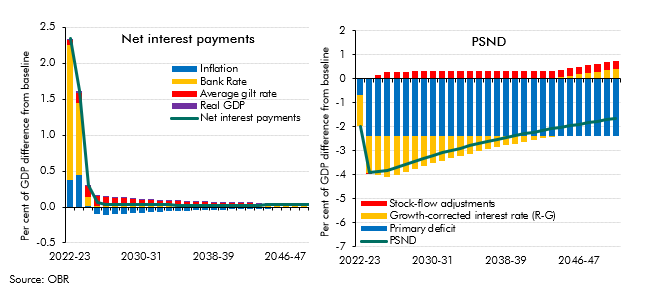 Net interest payments
Per cent of GDP difference from baseline
2.5
2.0
1.5
1.0
0.5
0.0
-0.5
Inflation
Bank Rate
Average gilt rate
Real GDP
Net interest payments
2022-23 2030-31 2038-39 2046-47
PSND
Per cent of GDP difference from baseline
2
1
0
-1
-2
-3
-4
-5
-6
-7
Stock-flow adjustments
Growth-corrected interest rate (R-G)
Primary deficit
PSND
2022-23 2030-31 2038-39 2046-47
Source: OBR